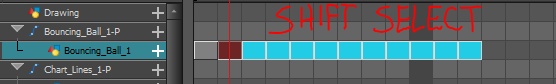 Drawing
SHIFT SELECT
Bouncing_Ball_1-P
Bouncing_Ball_1
Chart_Lines_1-P